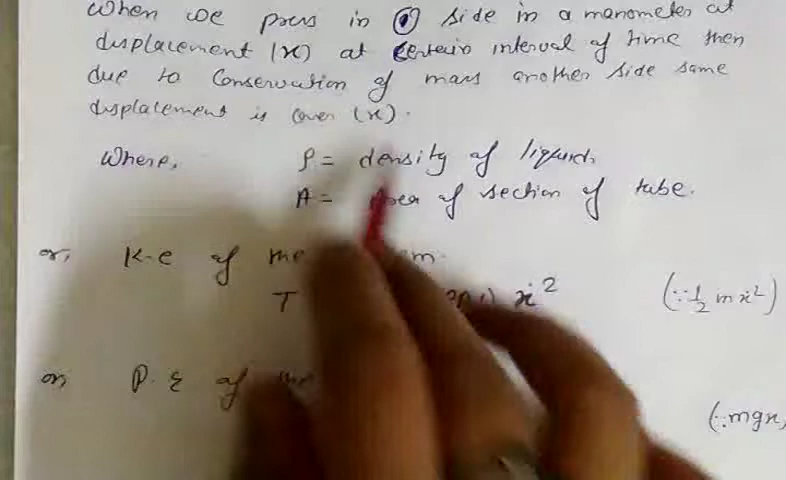 When we press in ① side in a manometer at
displacement (x) at certain interval of time then
due to conservation of mass another side same
displacement is over (x).
Where, ρ = density of liquid.
A = Area of section of tube.
or, K.e of ẋ² (∵ ½ mẋ²)
T
or, P.E of (∵ mgx,